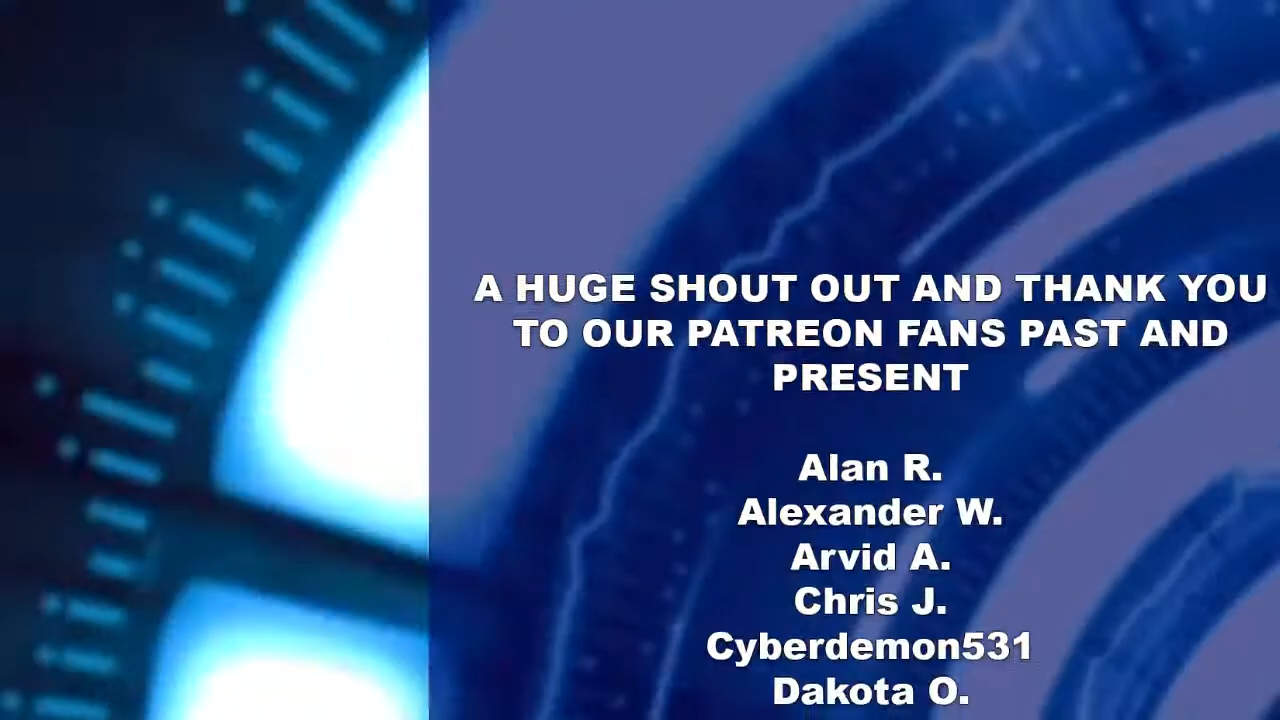 A HUGE SHOUT OUT AND THANK YOU
TO OUR PATREON FANS PAST AND
PRESENT
Alan R.
Alexander W.
Arvid A.
Chris J.
Cyberdemon531
Dakota O.